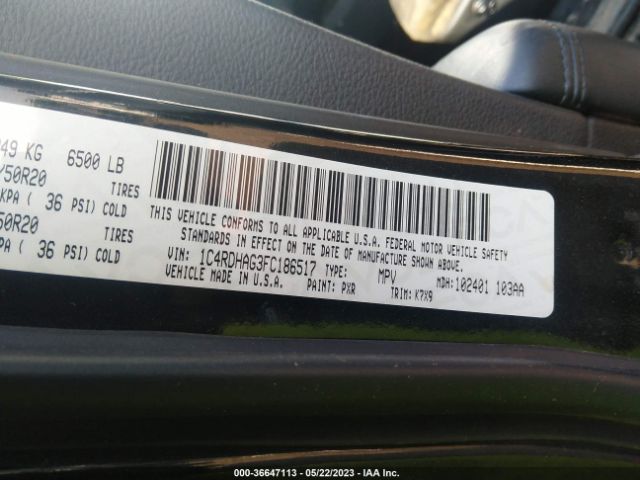 49 KG 6500 LB
/50R20 TIRES
KPA ( 36 PSI) COLD
50R20 TIRES
PA ( 36 PSI) COLD
THIS VEHICLE CONFORMS TO ALL APPLICABLE U.S.A. FEDERAL MOTOR VEHICLE SAFETY
STANDARDS IN EFFECT ON THE DATE OF MANUFACTURE SHOWN ABOVE.
VIN: 1C4RDHAG3FC186517 TYPE: MPV MDH: 102401 103AA
VEHICLE MADE IN U.S.A. PAINT: PXR TRIM: K7X9
000-36647113 - 05/22/2023 - IAA Inc.